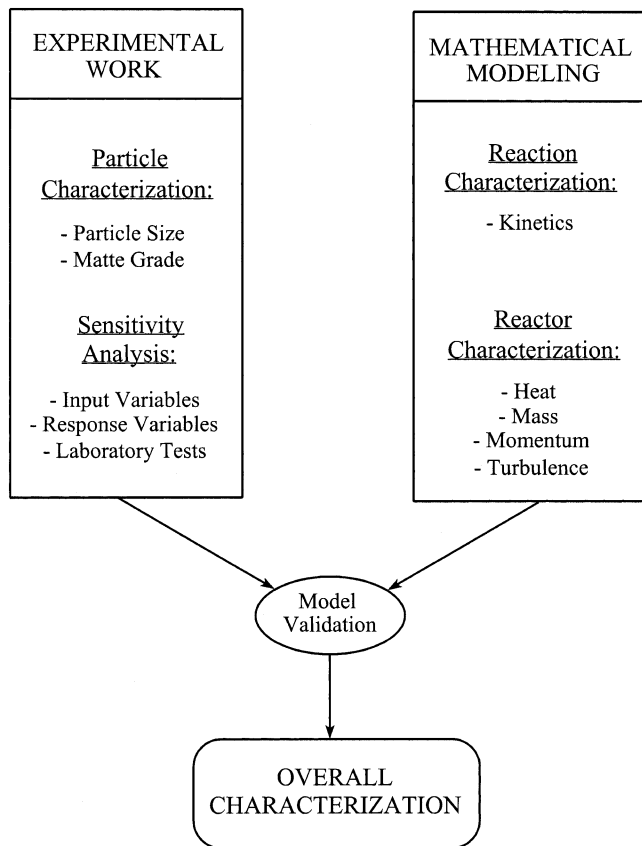 EXPERIMENTAL
WORK
Particle
Characterization:
- Particle Size
- Matte Grade
Sensitivity
Analysis:
- Input Variables
- Response Variables
- Laboratory Tests
MATHEMATICAL
MODELING
Reaction
Characterization:
- Kinetics
Reactor
Characterization:
- Heat
- Mass
- Momentum
- Turbulence
Model
Validation
OVERALL
CHARACTERIZATION